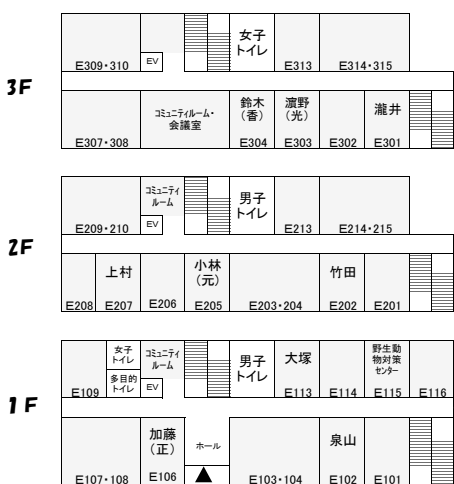 3F
女子
トイレ
E309・310
EV
E313
E314・315
コミュニティルーム・
会議室
鈴木
(香)
濵野
(光)
瀧井
E307・308
E304
E303
E302
E301
2F
コミュニティ
ルーム
男子
トイレ
E209・210
EV
E213
E214・215
上村
小林
(元)
竹田
E208
E207
E206
E205
E203・204
E202
E201
1F
女子
トイレ
コミュニティ
ルーム
男子
トイレ
大塚
野生動
物対策
センター
多目的
トイレ
E109
EV
E113
E114
E115
E116
加藤
(正)
ホール
泉山
E107・108
E106
E103・104
E102
E101